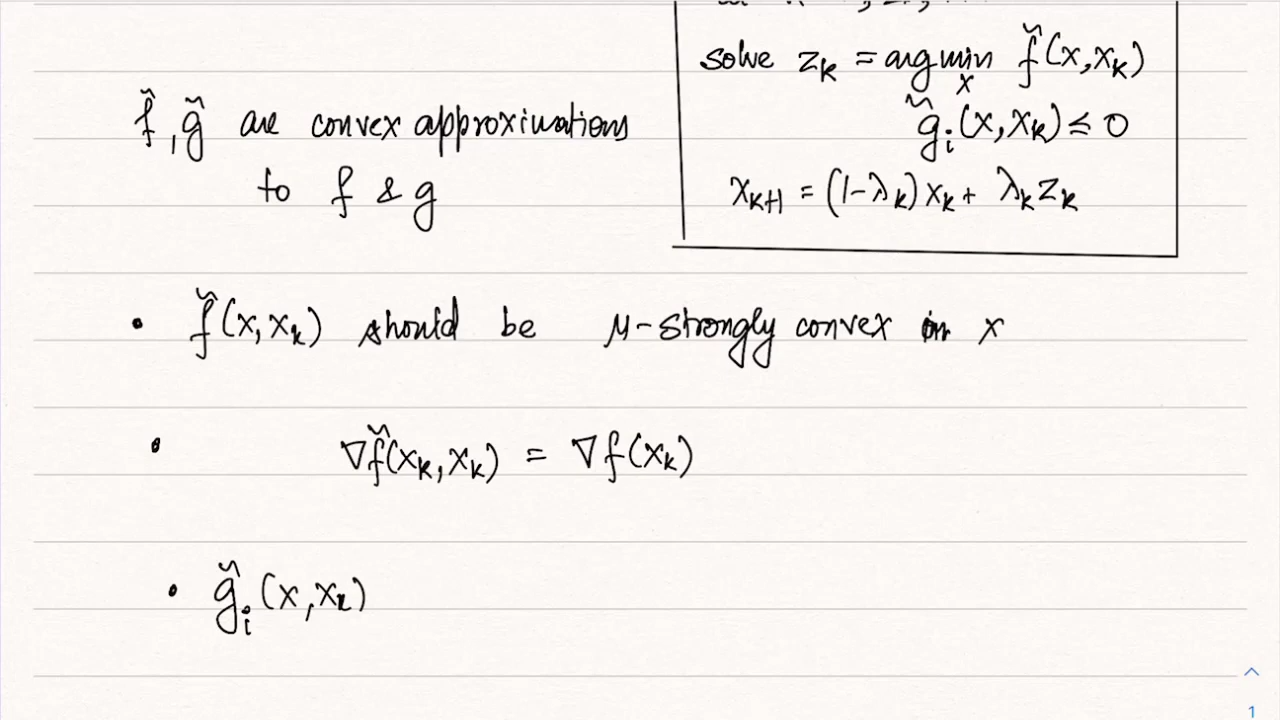 solve z_k = argmin_x f̃(x, x_k)
g̃_i(x, x_k) ≤ 0
x_{k+1} = (1-λ_k) x_k + λ_k z_k
f̃, g̃ are convex approximations
to f & g
• f̃(x, x_k) should be μ-strongly convex in x
• ∇f̃(x_k, x_k) = ∇f(x_k)
• g̃_i(x, x_k)
1